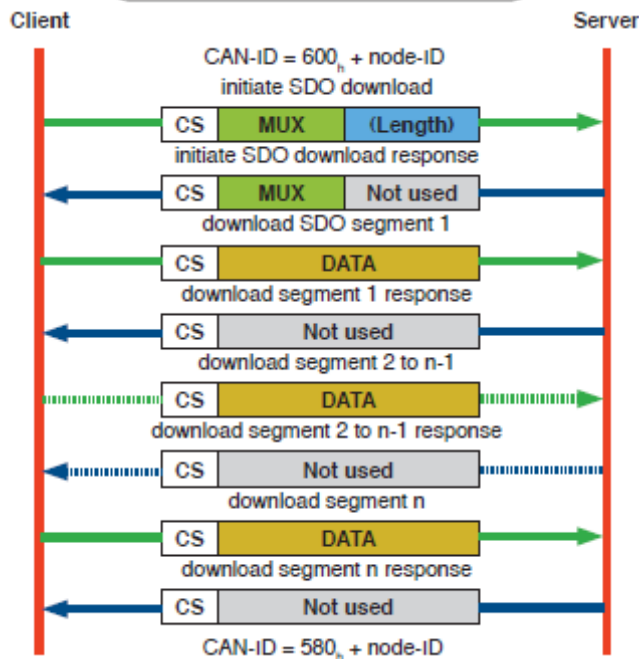 Client Server
CAN-ID = 600h + node-ID
initiate SDO download
CS MUX (Length)
initiate SDO download response
CS MUX Not used
download SDO segment 1
CS DATA
download segment 1 response
CS Not used
download segment 2 to n-1
CS DATA
download segment 2 to n-1 response
CS Not used
download segment n
CS DATA
download segment n response
CS Not used
CAN-ID = 580h + node-ID